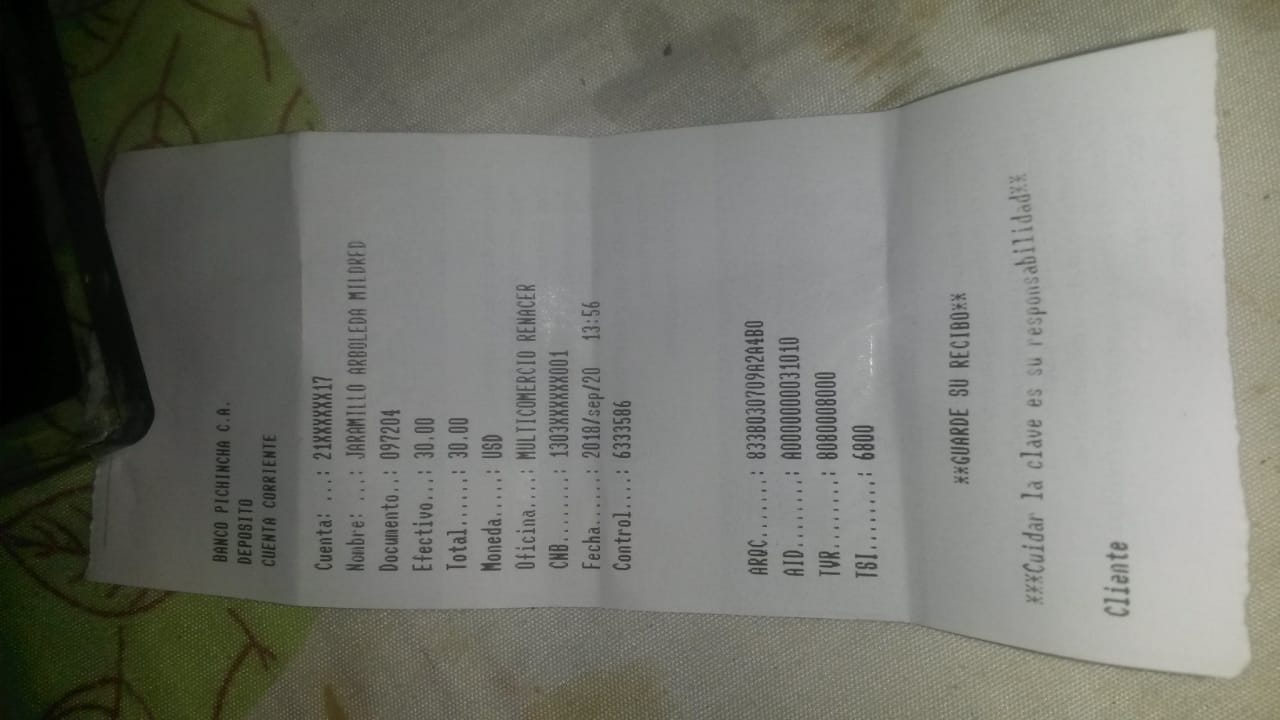 BANCO PICHINCHA C.A.
DEPOSITO
CUENTA CORRIENTE
Cuenta: ...: 21XXXXXX17
Nombre: ...: JARAMILLO ARBOLEDA MILDRED
Documento..: 097204
Efectivo...: 30.00
Total......: 30.00
Moneda.....: USD
Oficina....: MULTICOMERCIO RENACER
CNB........: 1303XXXXXX001
Fecha......: 2018/sep/20 13:56
Control....: 6333586
ARQC.......: 833B030709A2A4B0
AID........: A0000000031010
TVR........: 8080008000
TSI........: 6800
**GUARDE SU RECIBO**
***Cuidar la clave es su responsabilidad**
Cliente